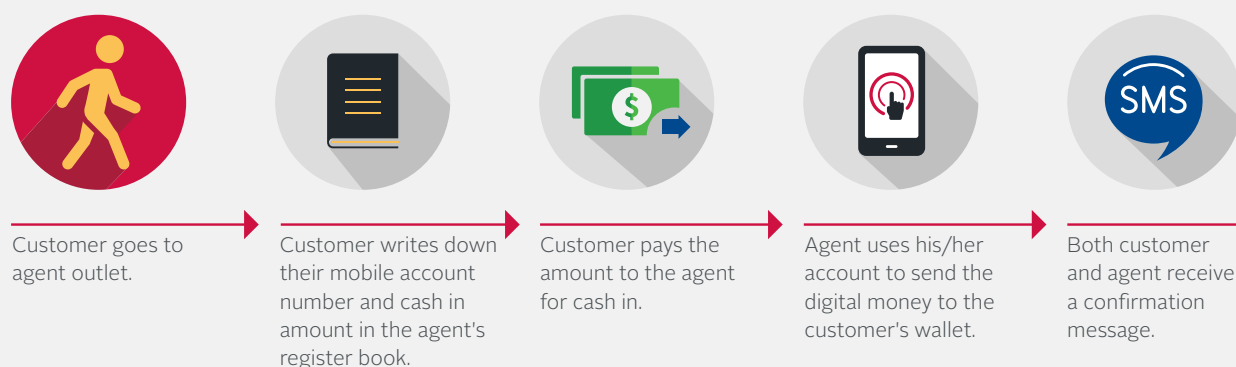 $
SMS
Customer goes to
agent outlet.
Customer writes down
their mobile account
number and cash in
amount in the agent's
register book.
Customer pays the
amount to the agent
for cash in.
Agent uses his/her
account to send the
digital money to the
customer's wallet.
Both customer
and agent receive
a confirmation
message.